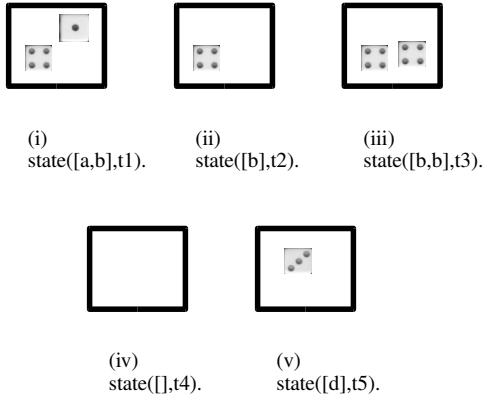 (i)
state([a,b],t1).
(ii)
state([b],t2).
(iii)
state([b,b],t3).
(iv)
state([],t4).
(v)
state([d],t5).